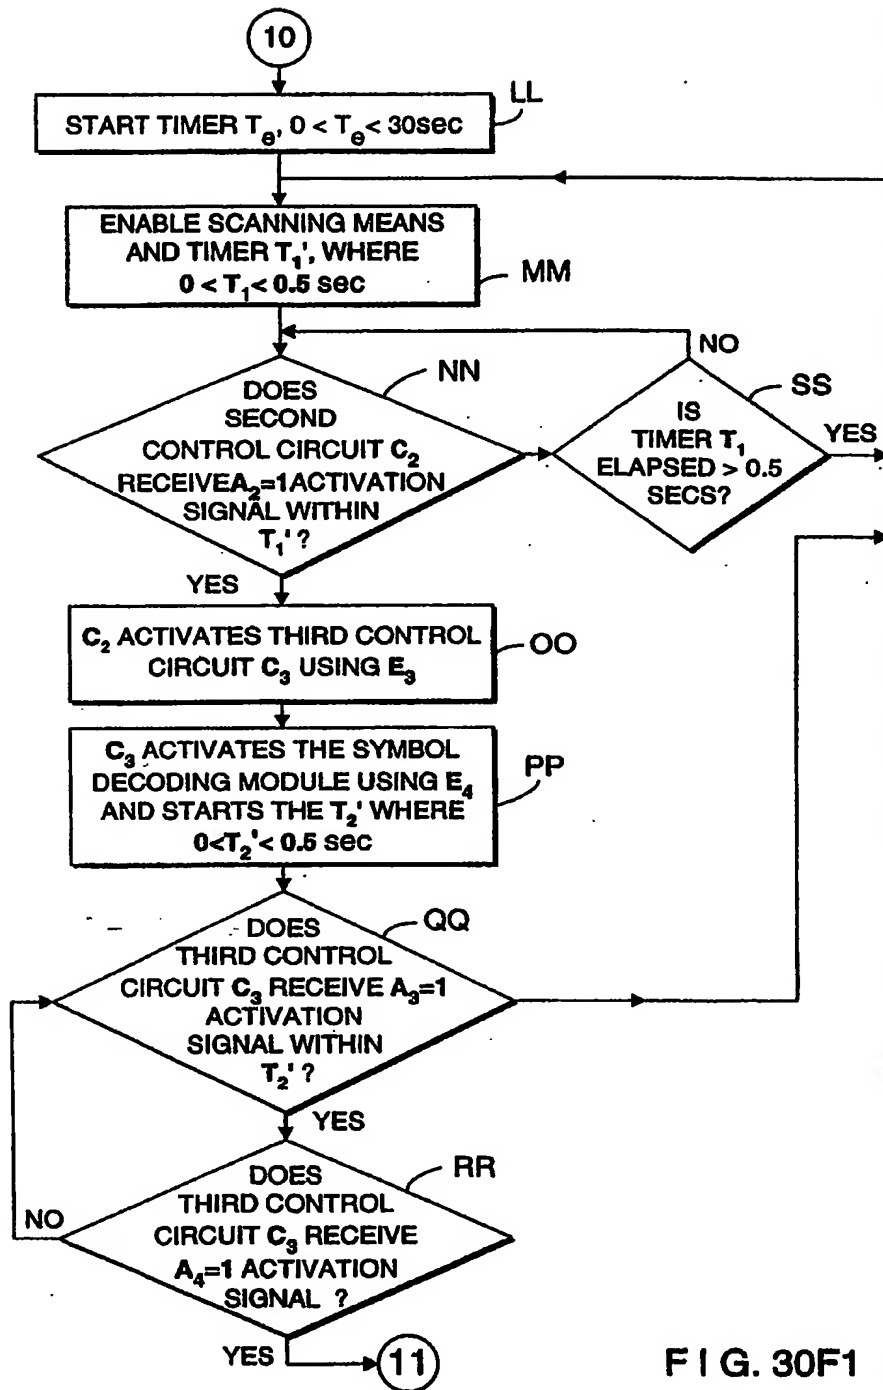 10
LL
START TIMER Tₑ, 0 < Tₑ < 30sec
ENABLE SCANNING MEANS
AND TIMER T₁', WHERE
0 < T₁ < 0.5 sec
MM
NO
NN
SS
DOES
SECOND
CONTROL CIRCUIT C₂
RECEIVEA₂=1ACTIVATION
SIGNAL WITHIN
T₁' ?
IS
TIMER T₁
ELAPSED > 0.5
SECS?
YES
YES
C₂ ACTIVATES THIRD CONTROL
CIRCUIT C₃ USING E₃
OO
C₃ ACTIVATES THE SYMBOL
DECODING MODULE USING E₄
AND STARTS THE T₂' WHERE
0<T₂'< 0.5 sec
PP
QQ
DOES
THIRD CONTROL
CIRCUIT C₃ RECEIVE A₃=1
ACTIVATION
SIGNAL WITHIN
T₂' ?
YES
RR
NO
DOES
THIRD CONTROL
CIRCUIT C₃ RECEIVE
A₄=1 ACTIVATION
SIGNAL ?
YES
11
FIG. 30F1